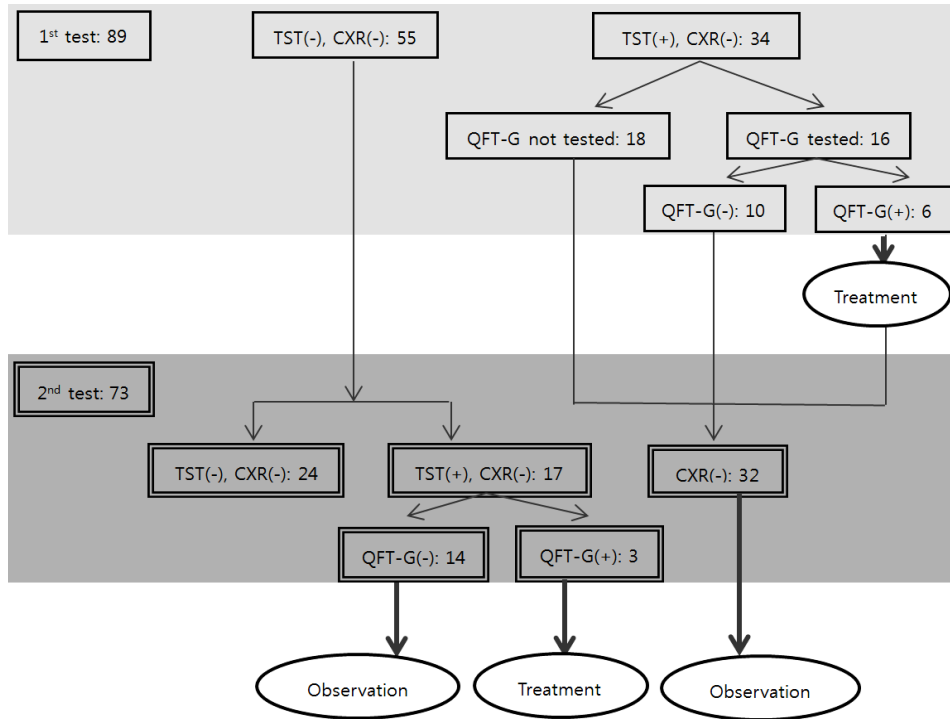 1st test: 89
TST(-), CXR(-): 55
TST(+), CXR(-): 34
QFT-G not tested: 18
QFT-G tested: 16
QFT-G(-): 10
QFT-G(+): 6
Treatment
2nd test: 73
TST(-), CXR(-): 24
TST(+), CXR(-): 17
CXR(-): 32
QFT-G(-): 14
QFT-G(+): 3
Observation
Treatment
Observation